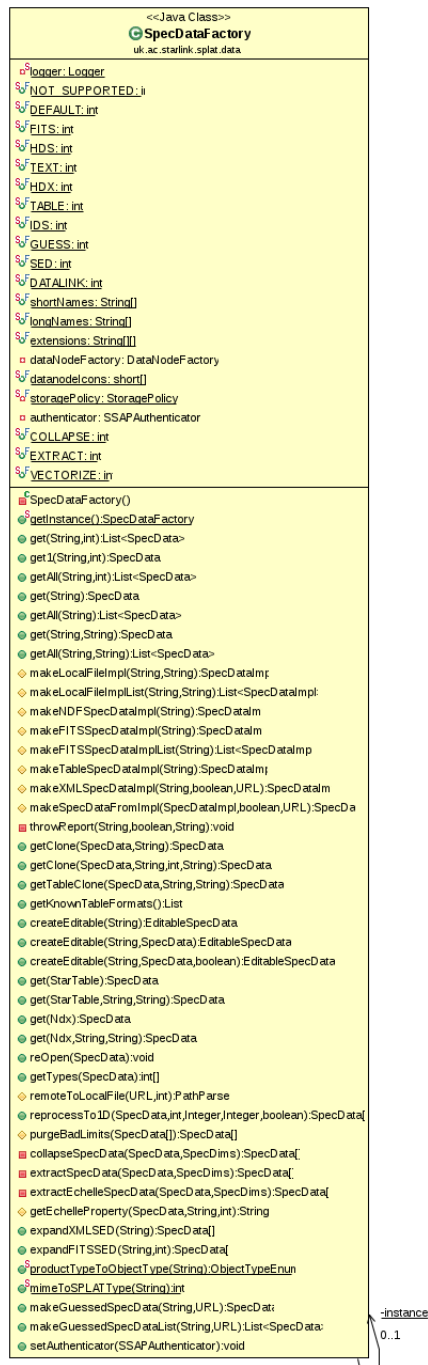 <<Java Class>>
SpecDataFactory
uk.ac.starlink.splat.data
logger: Logger
NOT_SUPPORTED: i
DEFAULT: int
FITS: int
HDS: int
TEXT: int
HDX: int
TABLE: int
IDS: int
GUESS: int
SED: int
DATALINK: int
shortNames: String[]
longNames: String[]
extensions: String[][]
dataNodeFactory: DataNodeFactory
datanodeIcons: short[]
storagePolicy: StoragePolicy
authenticator: SSAPAuthenticator
COLLAPSE: int
EXTRACT: int
VECTORIZE: in
SpecDataFactory()
getInstance():SpecDataFactory
get(String,int):List<SpecData>
get1(String,int):SpecData
getAll(String,int):List<SpecData>
get(String):SpecData
getAll(String):List<SpecData>
get(String,String):SpecData
getAll(String,String):List<SpecData>
makeLocalFileImpl(String,String):SpecDataImp
makeLocalFileImplList(String,String):List<SpecDataImpl
makeNDFSpecDataImpl(String):SpecDataIm
makeFITSSpecDataImpl(String):SpecDataIm
makeFITSSpecDataImplList(String):List<SpecDataImp
makeTableSpecDataImpl(String):SpecDataImp
makeXMLSpecDataImpl(String,boolean,URL):SpecDataIm
makeSpecDataFromImpl(SpecDataImpl,boolean,URL):SpecDa
throwReport(String,boolean,String):void
getClone(SpecData,String):SpecData
getClone(SpecData,String,int,String):SpecData
getTableClone(SpecData,String,String):SpecData
getKnownTableFormats():List
createEditable(String):EditableSpecData
createEditable(String,SpecData):EditableSpecData
createEditable(String,SpecData,boolean):EditableSpecData
get(StarTable):SpecData
get(StarTable,String,String):SpecData
get(Ndx):SpecData
get(Ndx,String,String):SpecData
reOpen(SpecData):void
getTypes(SpecData):int[]
remoteToLocalFile(URL,int):PathParse
reprocessTo1D(SpecData,int,Integer,Integer,boolean):SpecData[
purgeBadLimits(SpecData[]):SpecData[]
collapseSpecData(SpecData,SpecDims):SpecData[
extractSpecData(SpecData,SpecDims):SpecData[
extractEchelleSpecData(SpecData,SpecDims):SpecData[
getEchelleProperty(SpecData,String,int):String
expandXMLSED(String):SpecData[]
expandFITSSED(String,int):SpecData[
productTypeToObjectType(String):ObjectTypeEnun
mimeToSPLATType(String):int
makeGuessedSpecData(String,URL):SpecData
makeGuessedSpecDataList(String,URL):List<SpecData
setAuthenticator(SSAPAuthenticator):void
-instance
0..1